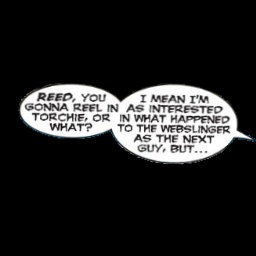 REED, YOU
GONNA REEL IN
TORCHIE, OR
WHAT?
I MEAN I'M
AS INTERESTED
IN WHAT HAPPENED
TO THE WEBSLINGER
AS THE NEXT
GUY, BUT...